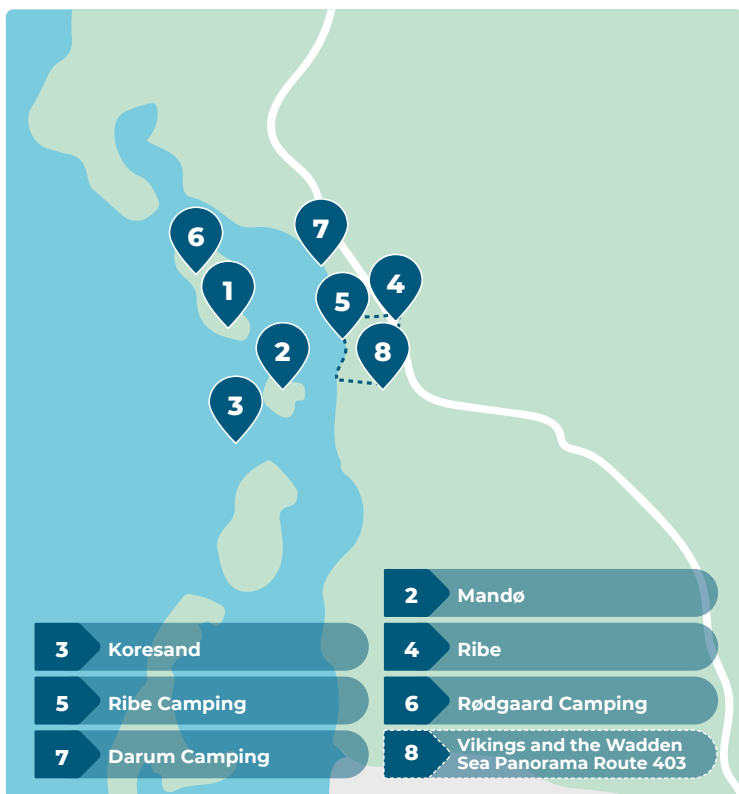 7
6
4
1
5
2
8
3
2 Mandø
3 Koresand
4 Ribe
5 Ribe Camping
6 Rødgaard Camping
7 Darum Camping
8 Vikings and the Wadden
Sea Panorama Route 403